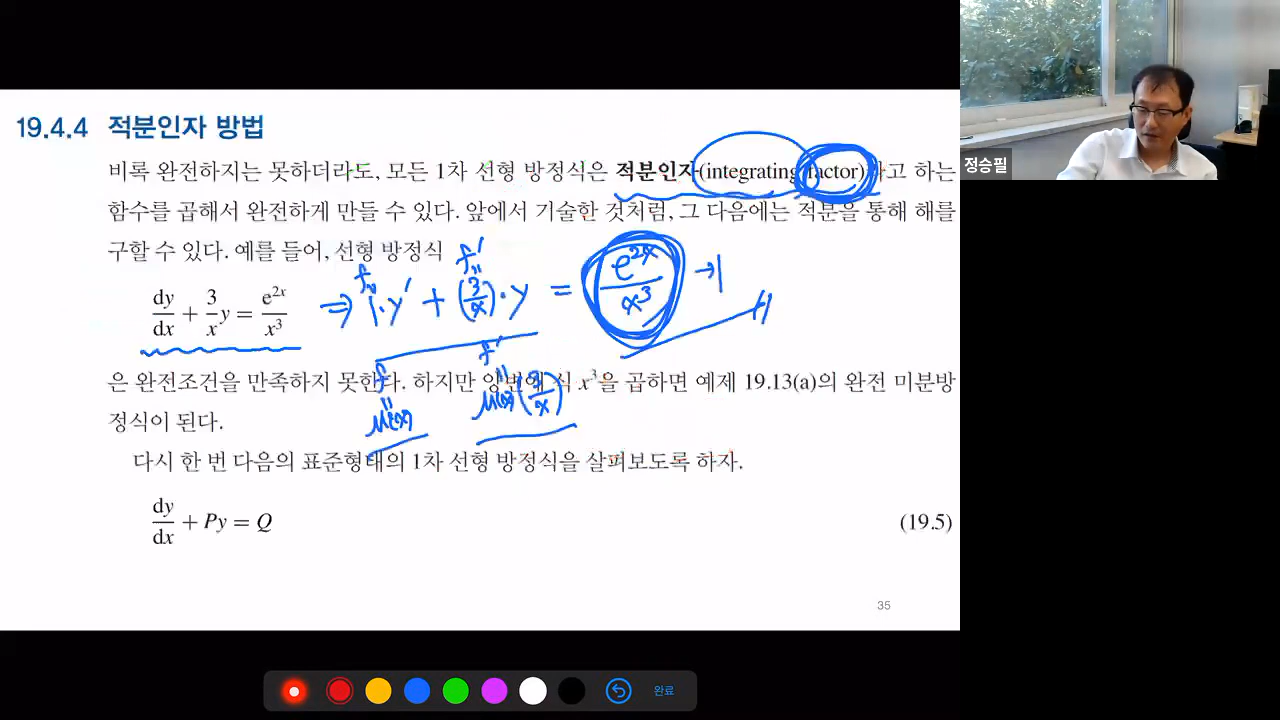 19.4.4 적분인자 방법
비록 완전하지는 못하더라도, 모든 1차 선형 방정식은 적분인자(integrating factor)라고 하는
함수를 곱해서 완전하게 만들 수 있다. 앞에서 기술한 것처럼, 그 다음에는 적분을 통해 해를
구할 수 있다. 예를 들어, 선형 방정식
dy/dx + 3/x y = e^2x/x^3
f f'
" "
⇒ 1·y' + (3/x)·y = e^2x/x^3
은 완전조건을 만족하지 못한다. 하지만 양변에 식 x³을 곱하면 예제 19.13(a)의 완전 미분방
정식이 된다.
f f'
" "
μ(x) μ(x)(3/x)
다시 한 번 다음의 표준형태의 1차 선형 방정식을 살펴보도록 하자.
dy/dx + Py = Q (19.5)
35
정승필
완료